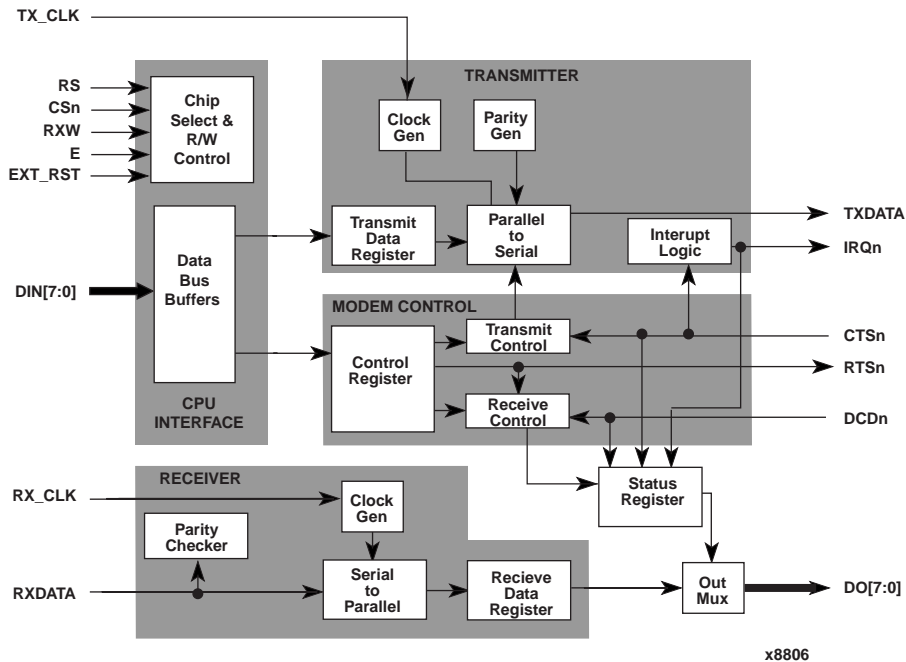 TX_CLK
TRANSMITTER
RS
CSn
RXW
E
EXT_RST
Chip
Select &
R/W
Control
Clock
Gen
Parity
Gen
Transmit
Data
Register
Parallel
to
Serial
Interupt
Logic
TXDATA
IRQn
DIN[7:0]
Data
Bus
Buffers
CPU
INTERFACE
MODEM CONTROL
Control
Register
Transmit
Control
Receive
Control
CTSn
RTSn
DCDn
Status
Register
RECEIVER
RX_CLK
Clock
Gen
Parity
Checker
RXDATA
Serial
to
Parallel
Recieve
Data
Register
Out
Mux
DO[7:0]
x8806